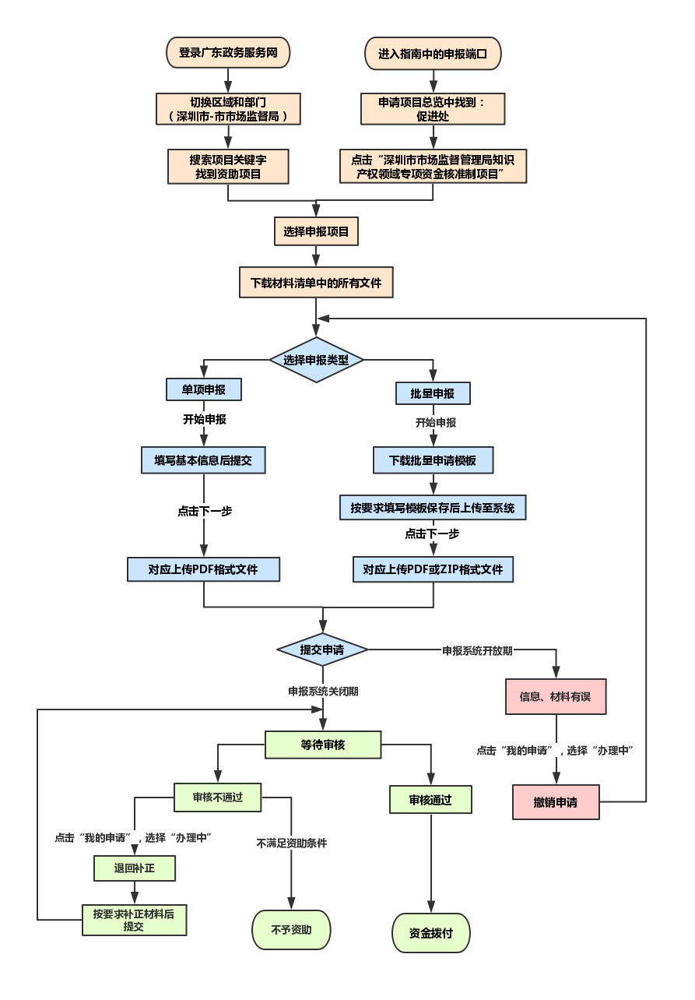 登录广东政务服务网
进入指南中的申报端口
切换区域和部门
（深圳市-市市场监督局）
申请项目总览中找到：
促进处
搜索项目关键字
找到资助项目
点击“深圳市市场监督管理局知识
产权领域专项资金核准制项目”
选择申报项目
下载材料清单中的所有文件
选择申报类型
单项申报
批量申报
开始申报
开始申报
填写基本信息后提交
下载批量申请模板
点击下一步
按要求填写模板保存后上传至系统
点击下一步
对应上传PDF格式文件
对应上传PDF或ZIP格式文件
提交申请
申报系统开放期
申报系统关闭期
信息、材料有误
等待审核
点击“我的申请”，选择“办理中”
审核不通过
审核通过
撤销申请
点击“我的申请”，选择“办理中”
不满足资助条件
退回补正
按要求补正材料后
提交
不予资助
资金拨付